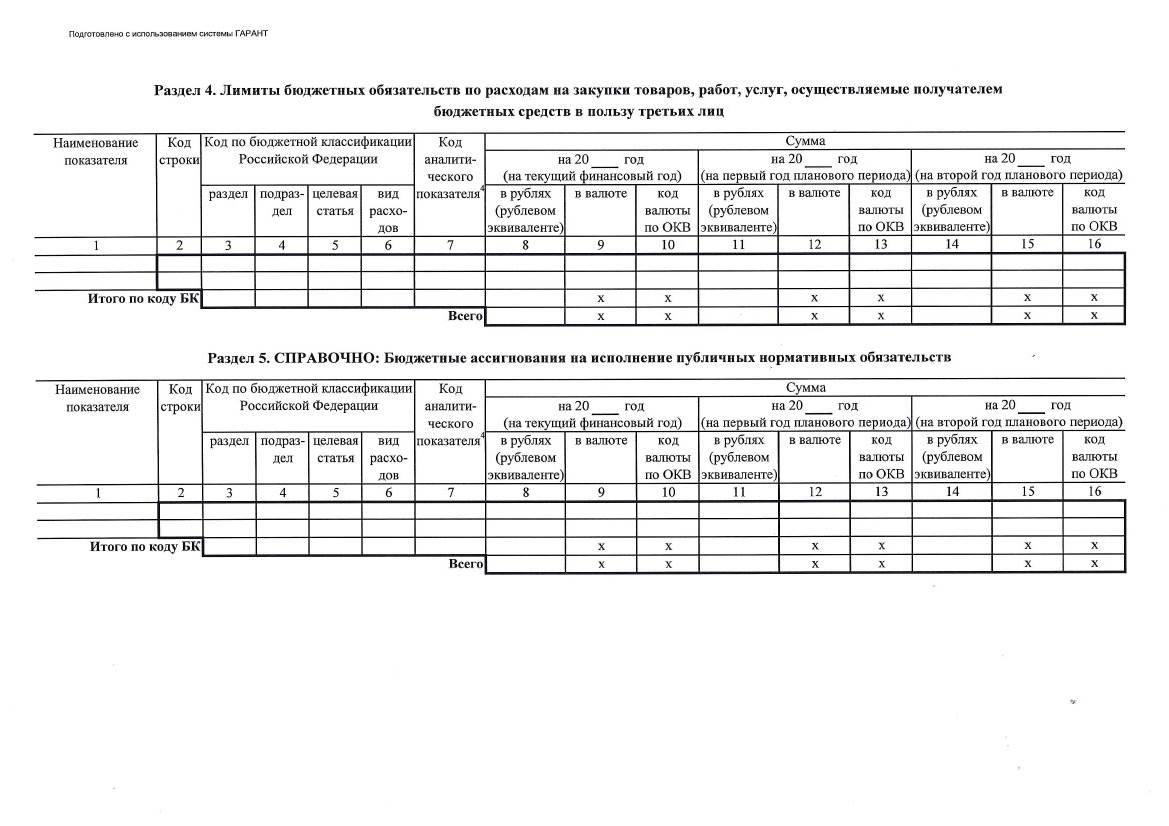 Подготовлено с использованием системы ГАРАНТ
Раздел 4. Лимиты бюджетных обязательств по расходам на закупки товаров, работ, услуг, осуществляемые получателем
бюджетных средств в пользу третьих лиц
Наименование Код Код по бюджетной классификации Код Сумма
показателя строки Российской Федерации аналити- на 20 ___ год на 20 ___ год на 20 ___ год
ческого (на текущий финансовый год) (на первый год планового периода) (на второй год планового периода)
раздел подраз- целевая вид показателя4 в рублях в валюте код в рублях в валюте код в рублях в валюте код
дел статья расхо- (рублевом валюты (рублевом валюты (рублевом валюты
дов эквиваленте) по ОКВ эквиваленте) по ОКВ эквиваленте) по ОКВ
1 2 3 4 5 6 7 8 9 10 11 12 13 14 15 16
Итого по коду БК x x x x x x
Всего x x x x x x
Раздел 5. СПРАВОЧНО: Бюджетные ассигнования на исполнение публичных нормативных обязательств
Наименование Код Код по бюджетной классификации Код Сумма
показателя строки Российской Федерации аналити- на 20 ___ год на 20 ___ год на 20 ___ год
ческого (на текущий финансовый год) (на первый год планового периода) (на второй год планового периода)
раздел подраз- целевая вид показателя4 в рублях в валюте код в рублях в валюте код в рублях в валюте код
дел статья расхо- (рублевом валюты (рублевом валюты (рублевом валюты
дов эквиваленте) по ОКВ эквиваленте) по ОКВ эквиваленте) по ОКВ
1 2 3 4 5 6 7 8 9 10 11 12 13 14 15 16
Итого по коду БК x x x x x x
Всего x x x x x x